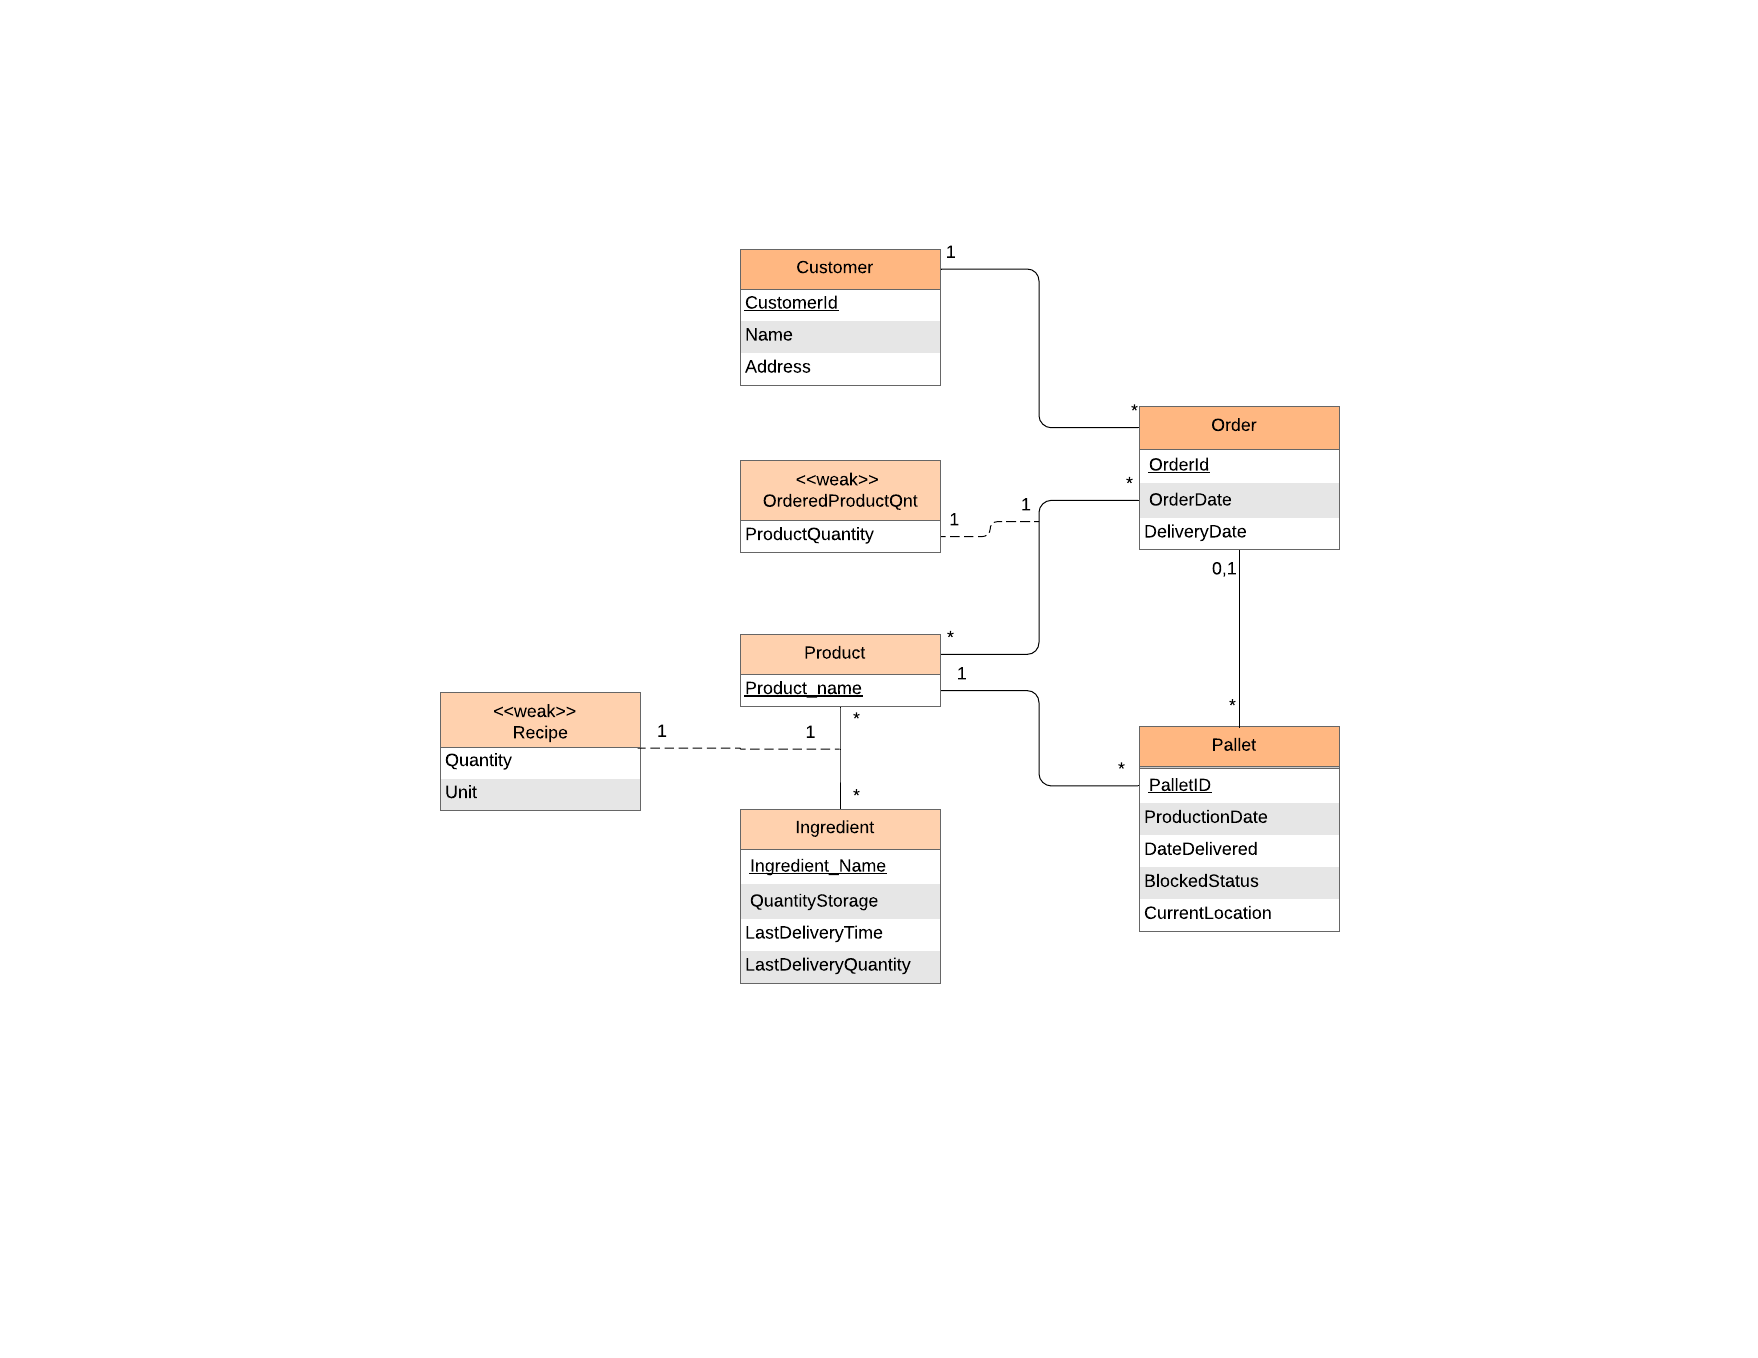 1
Customer
CustomerId
Name
Address
*
Order
OrderId
OrderDate
DeliveryDate
*
<<weak>>
OrderedProductQnt
ProductQuantity
1
1
0,1
*
Product
Product_name
1
*
<<weak>>
Recipe
Quantity
Unit
1
1
*
*
Pallet
PalletID
ProductionDate
DateDelivered
BlockedStatus
CurrentLocation
*
Ingredient
Ingredient_Name
QuantityStorage
LastDeliveryTime
LastDeliveryQuantity